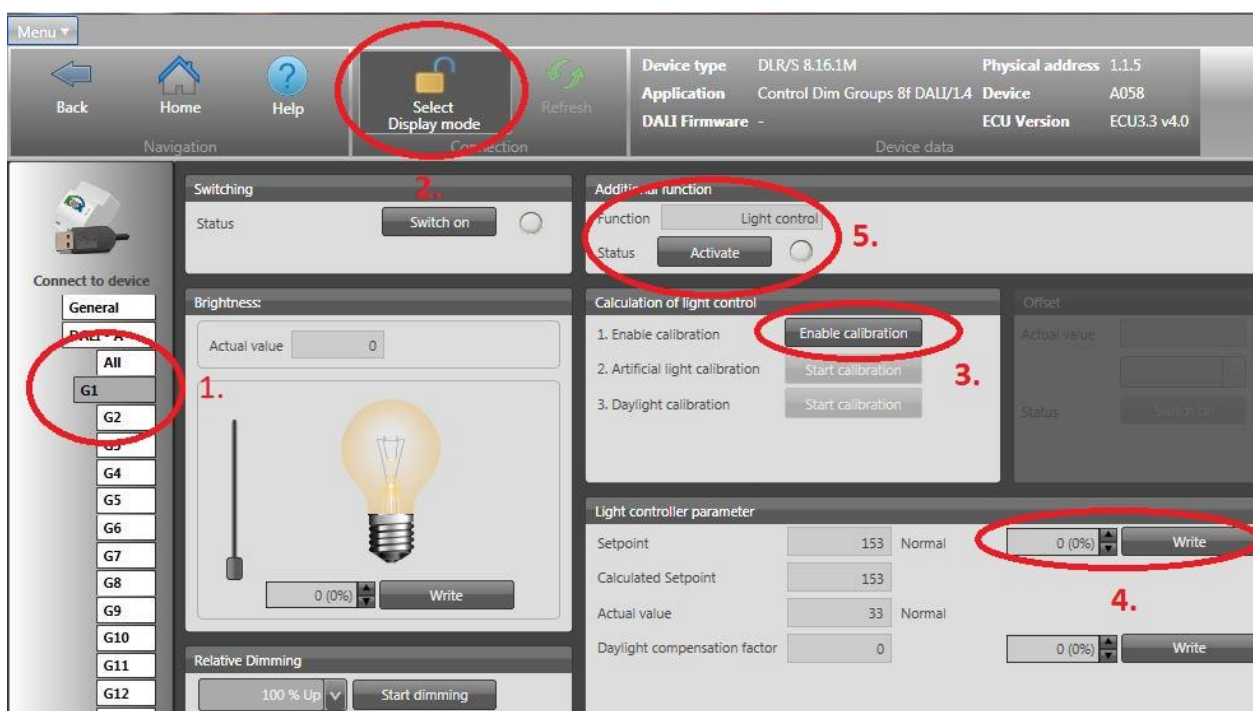 Menu
Back
Home
Help
Navigation
Select
Display mode
Refresh
Connection
Device type DLR/S 8.16.1M Physical address 1.1.5
Application Control Dim Groups 8f DALI/1.4 Device A058
DALI Firmware - ECU Version ECU3.3 v4.0
Device data
Connect to device
General
DALI - A
All
G1
G2
G3
G4
G5
G6
G7
G8
G9
G10
G11
G12
1.
Switching
2.
Status Switch on
Brightness:
Actual value 0
0 (0%) Write
Relative Dimming
100 % Up Start dimming
Additional function
Function Light control
Status Activate
5.
Calculation of light control
1. Enable calibration Enable calibration
2. Artificial light calibration Start calibration
3. Daylight calibration Start calibration
3.
Offset
Actual value
Status Switch on
Light controller parameter
Setpoint 153 Normal 0 (0%) Write
Calculated Setpoint 153
4.
Actual value 33 Normal
Daylight compensation factor 0 0 (0%) Write